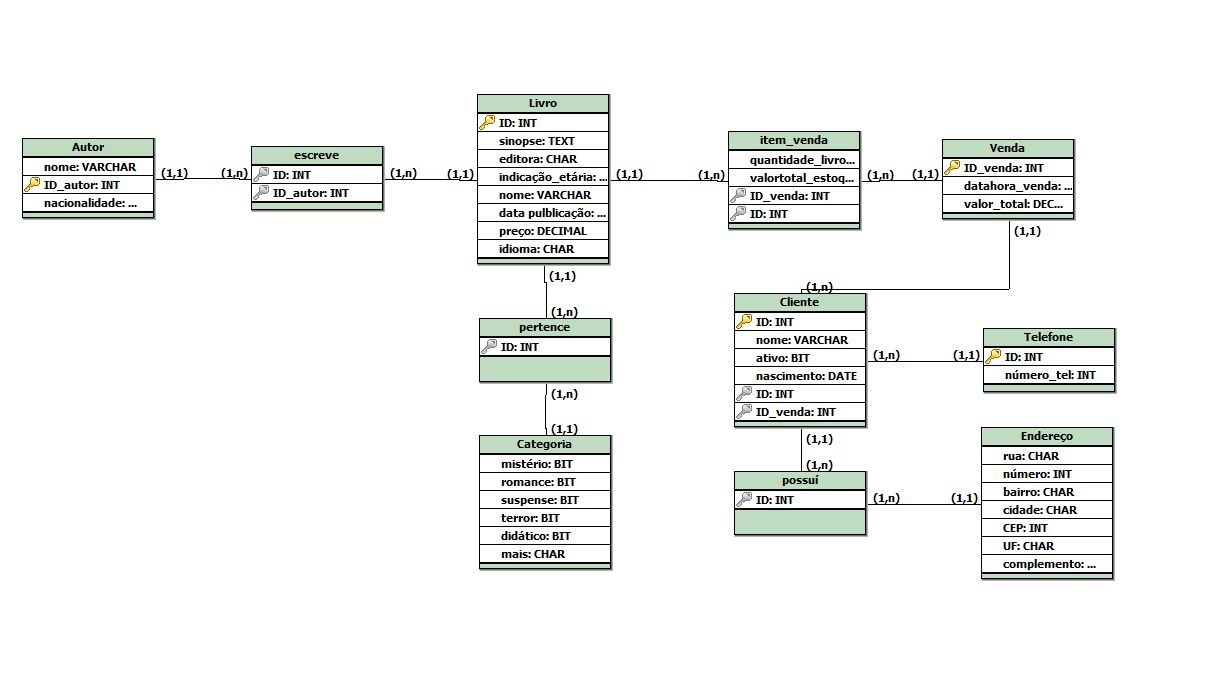 Autor
nome: VARCHAR
ID_autor: INT
nacionalidade: ...
(1,1)
(1,n)
escreve
ID: INT
ID_autor: INT
(1,n)
(1,1)
Livro
ID: INT
sinopse: TEXT
editora: CHAR
indicação_etária: ...
nome: VARCHAR
data pulblicação: ...
preço: DECIMAL
idioma: CHAR
(1,1)
(1,n)
item_venda
quantidade_livro...
valortotal_estoq...
ID_venda: INT
ID: INT
(1,n)
(1,1)
Venda
ID_venda: INT
datahora_venda: ...
valor_total: DEC...
(1,1)
(1,n)
Cliente
ID: INT
nome: VARCHAR
ativo: BIT
nascimento: DATE
ID: INT
ID_venda: INT
(1,n)
(1,1)
Telefone
ID: INT
número_tel: INT
(1,1)
(1,n)
pertence
ID: INT
(1,n)
(1,1)
Categoria
mistério: BIT
romance: BIT
suspense: BIT
terror: BIT
didático: BIT
mais: CHAR
(1,1)
(1,n)
possuí
ID: INT
(1,n)
(1,1)
Endereço
rua: CHAR
número: INT
bairro: CHAR
cidade: CHAR
CEP: INT
UF: CHAR
complemento: ...